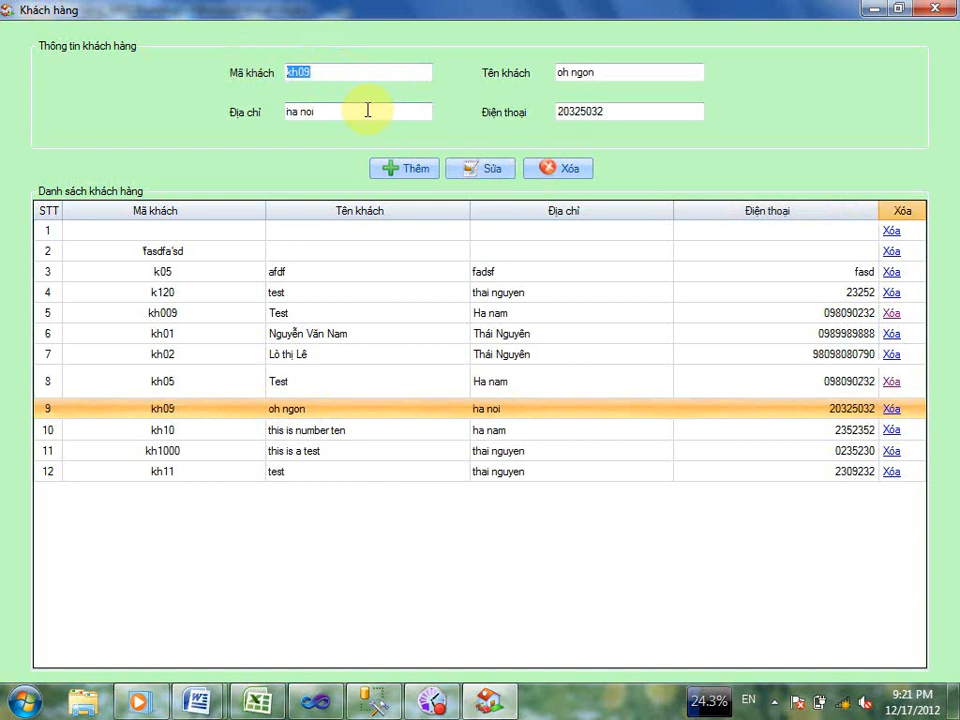 Khách hàng
Thông tin khách hàng
Mã khách kh09 Tên khách oh ngon
Địa chỉ ha noi Điện thoại 20325032
Thêm Sửa Xóa
Danh sách khách hàng
STT Mã khách Tên khách Địa chỉ Điện thoại Xóa
1 Xóa
2 'fasdfa'sd Xóa
3 k05 afdf fadsf fasd Xóa
4 k120 test thai nguyen 23252 Xóa
5 kh009 Test Ha nam 098090232 Xóa
6 kh01 Nguyễn Văn Nam Thái Nguyên 0989989888 Xóa
7 kh02 Lò thị Lê Thái Nguyên 98098080790 Xóa
8 kh05 Test Ha nam 098090232 Xóa
9 kh09 oh ngon ha noi 20325032 Xóa
10 kh10 this is number ten ha nam 2352352 Xóa
11 kh1000 this is a test thai nguyen 0235230 Xóa
12 kh11 test thai nguyen 2309232 Xóa
24.3% EN 9:21 PM
12/17/2012